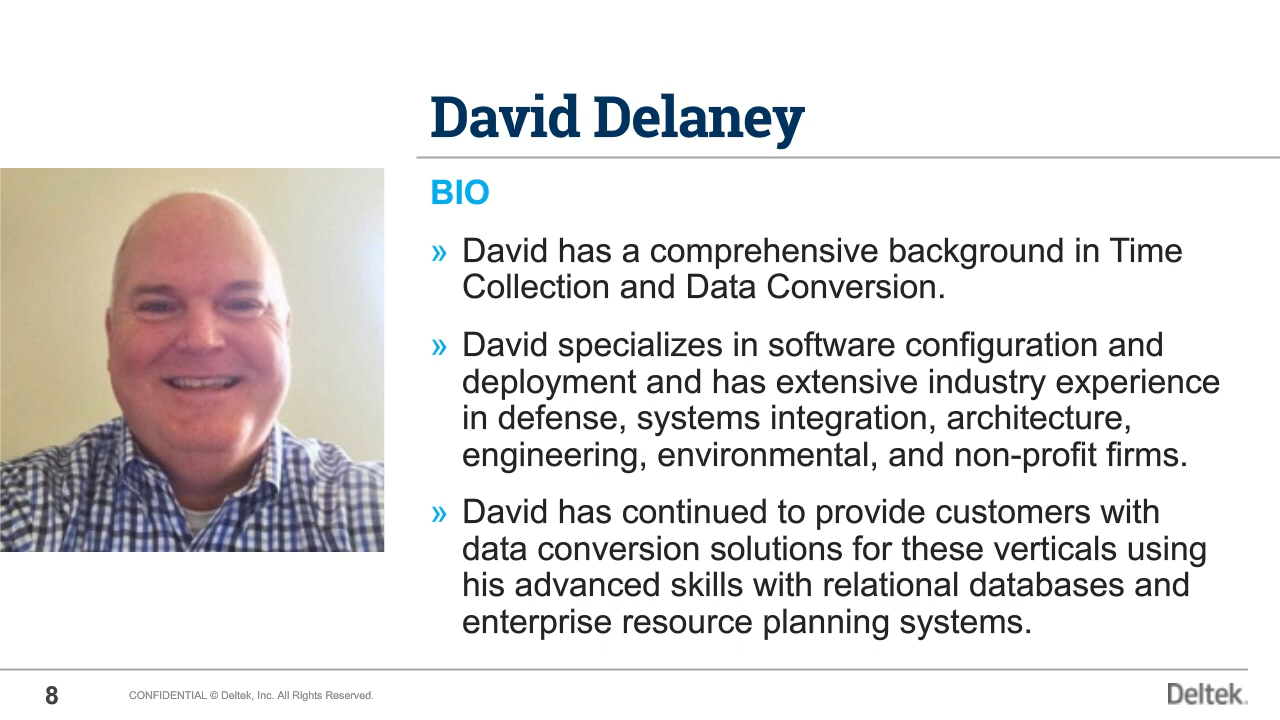 David Delaney
BIO
» David has a comprehensive background in Time
Collection and Data Conversion.
» David specializes in software configuration and
deployment and has extensive industry experience
in defense, systems integration, architecture,
engineering, environmental, and non-profit firms.
» David has continued to provide customers with
data conversion solutions for these verticals using
his advanced skills with relational databases and
enterprise resource planning systems.
8
CONFIDENTIAL © Deltek, Inc. All Rights Reserved.
Deltek.